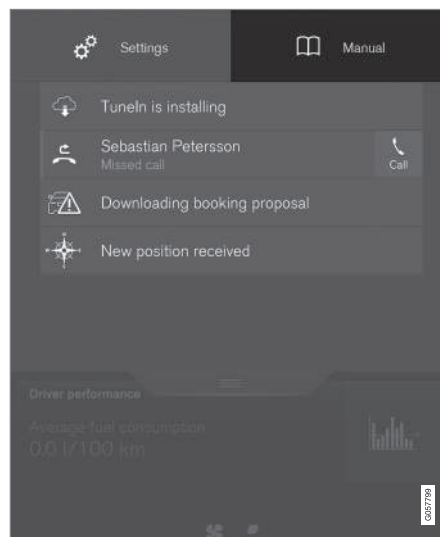 Settings
Manual
TuneIn is installing
Sebastian Petersson
Missed call
Call
Downloading booking proposal
New position received
Driver performance
Average fuel consumption
0.0 l/100 km
G057799